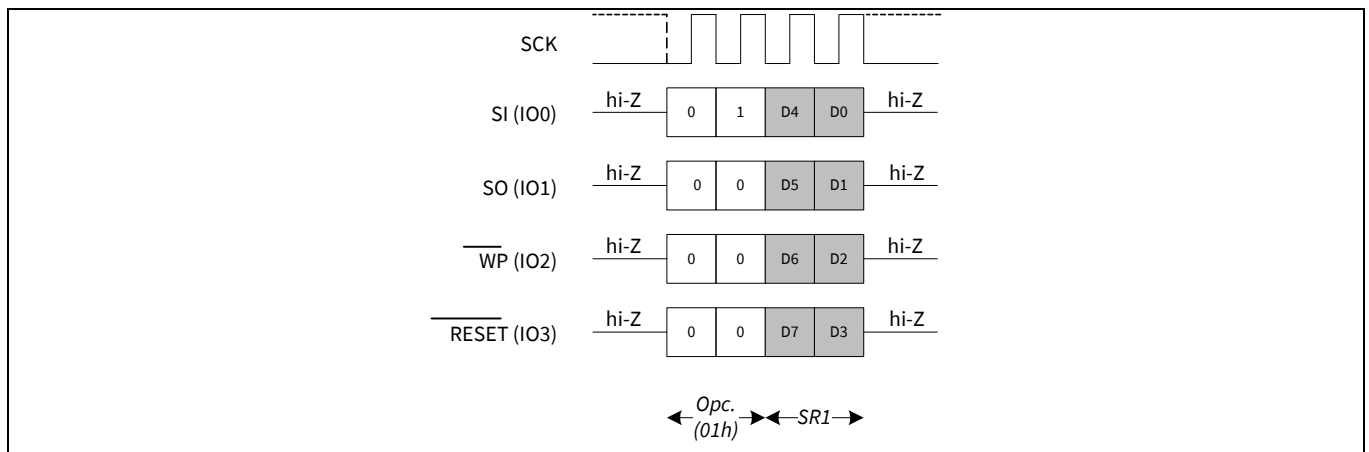 SCK
SI (IO0) hi-Z 0 1 D4 D0 hi-Z
SO (IO1) hi-Z 0 0 D5 D1 hi-Z
WP (IO2) hi-Z 0 0 D6 D2 hi-Z
RESET (IO3) hi-Z 0 0 D7 D3 hi-Z
Opc. SR1
(01h)